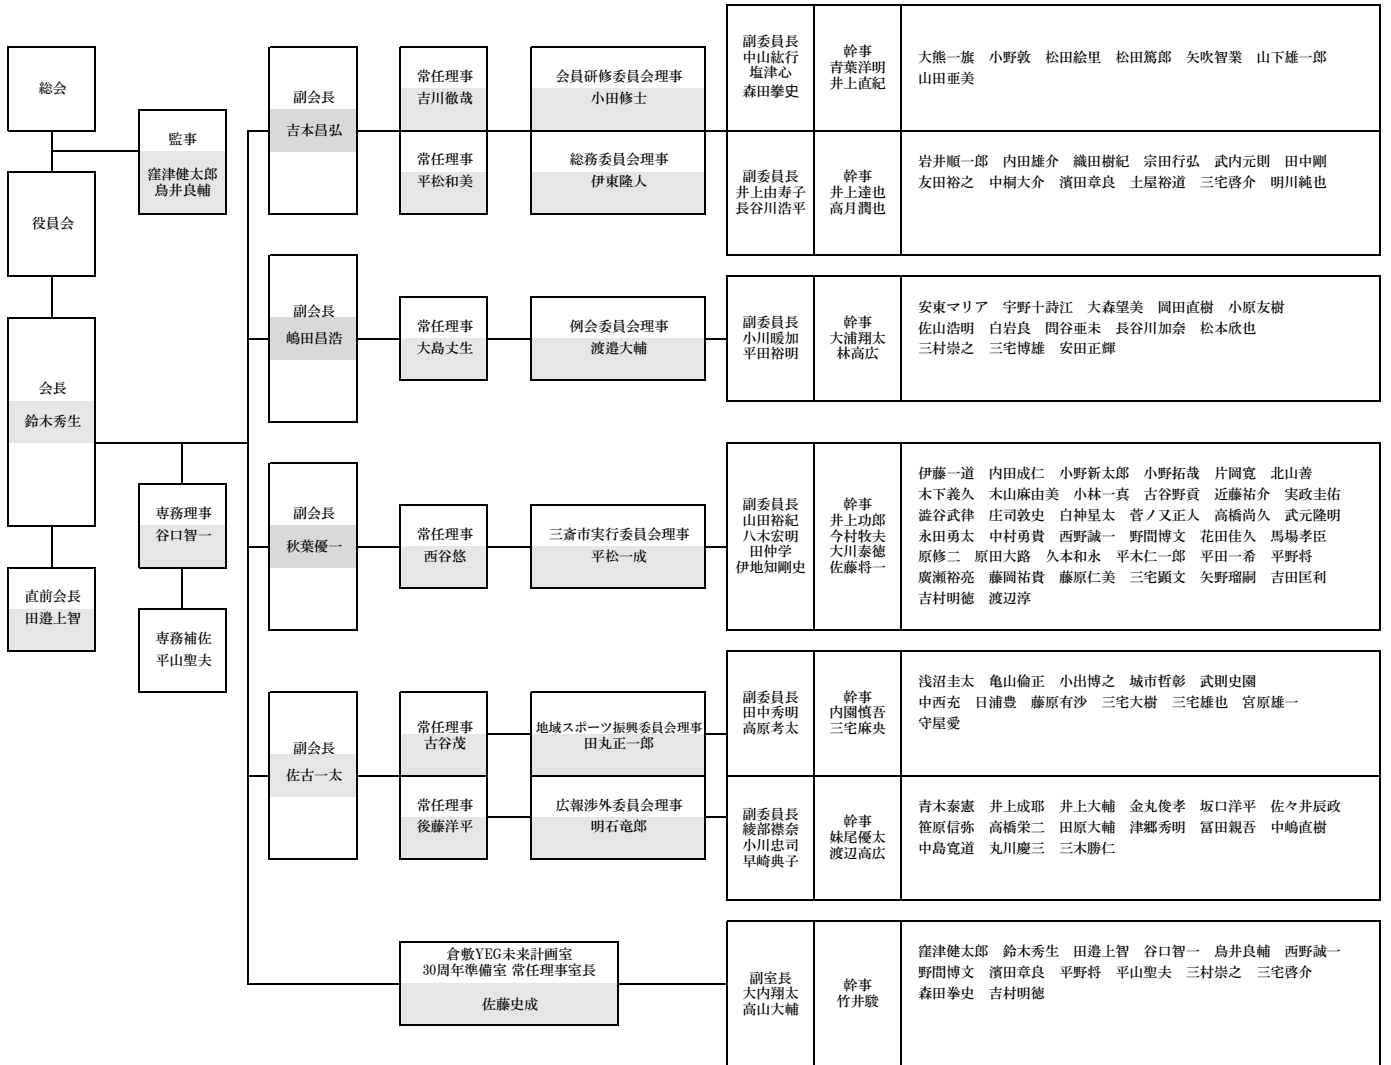 総会
監事
窪津健太郎
鳥井良輔
役員会
会長
鈴木秀生
専務理事
谷口智一
直前会長
田邉上智
専務補佐
平山聖夫
副会長
吉本昌弘
常任理事
吉川徹哉
会員研修委員会理事
小田修士
副委員長
中山紘行
塩津心
森田拳史
幹事
青葉洋明
井上直紀
大熊一旗　小野敦　松田絵里　松田篤郎　矢吹智業　山下雄一郎
山田亜美
常任理事
平松和美
総務委員会理事
伊東隆人
副委員長
井上由寿子
長谷川浩平
幹事
井上達也
高月潤也
岩井順一郎　内田雄介　織田樹紀　宗田行弘　武内元則　田中剛
友田裕之　中桐大介　濱田章良　土屋裕道　三宅啓介　明川純也
副会長
嶋田昌浩
常任理事
大島丈生
例会委員会理事
渡邉大輔
副委員長
小川暖加
平田裕明
幹事
大浦翔太
林高広
安東マリア　宇野十詩江　大森望美　岡田直樹　小原友樹
佐山浩明　白岩良　問谷亜未　長谷川加奈　松本欣也
三村崇之　三宅博雄　安田正輝
副会長
秋葉優一
常任理事
西谷悠
三斎市実行委員会理事
平松一成
副委員長
山田裕紀
八木宏明
田仲学
伊地知剛史
幹事
井上功郎
今村牧夫
大川泰徳
佐藤将一
伊藤一道　内田成仁　小野新太郎　小野拓哉　片岡寛　北山善
木下義久　木山麻由美　小林一真　古谷野貢　近藤祐介　実政圭佑
澁谷武律　庄司敦史　白神星太　菅ノ又正人　高橋尚久　武元隆明
永田勇太　中村勇貴　西野誠一　野間博文　花田佳久　馬場孝臣
原修二　原田大路　久本和永　平木仁一郎　平田一希　平野将
廣瀬裕亮　藤岡祐貴　藤原仁美　三宅顕文　矢野瑠嗣　吉田匡利
吉村明徳　渡辺淳
副会長
佐古一太
常任理事
古谷茂
地域スポーツ振興委員会理事
田丸正一郎
副委員長
田中秀明
高原考太
幹事
内園慎吾
三宅麻央
浅沼圭太　亀山倫正　小出博之　城市哲彰　武則史園
中西充　日浦豊　藤原有沙　三宅大樹　三宅雄也　宮原雄一
守屋愛
常任理事
後藤洋平
広報渉外委員会理事
明石竜郎
副委員長
綾部襟奈
小川忠司
早崎典子
幹事
妹尾優太
渡辺高広
青木泰憲　井上成耶　井上大輔　金丸俊孝　坂口洋平　佐々井辰政
笹原信弥　高橋栄二　田原大輔　津郷秀明　冨田親吾　中嶋直樹
中島寛道　丸川慶三　三木勝仁
倉敷YEG未来計画室
30周年準備室 常任理事室長
佐藤史成
副室長
大内翔太
高山大輔
幹事
竹井駿
窪津健太郎　鈴木秀生　田邉上智　谷口智一　鳥井良輔　西野誠一
野間博文　濱田章良　平野将　平山聖夫　三村崇之　三宅啓介
森田拳史　吉村明徳